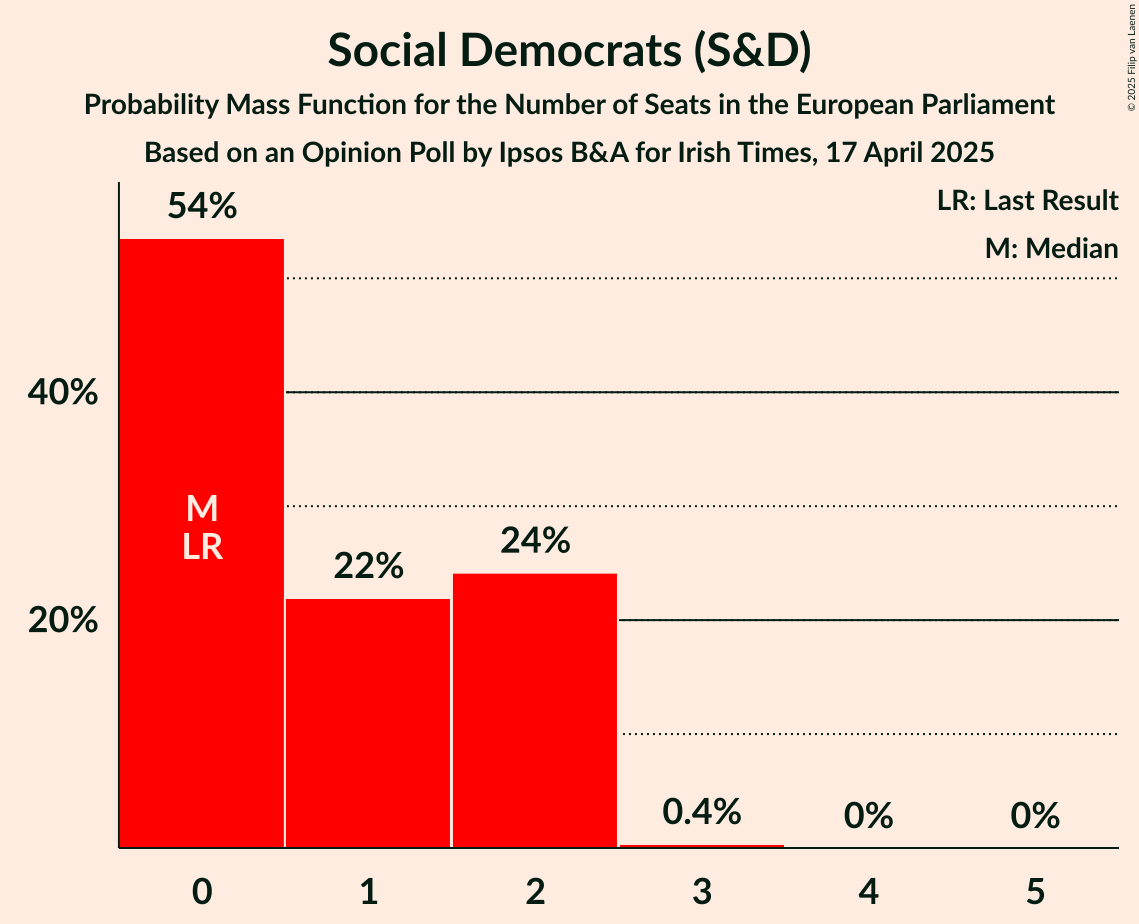 Social Democrats (S&D)
Probability Mass Function for the Number of Seats in the European Parliament
Based on an Opinion Poll by Ipsos B&A for Irish Times, 17 April 2025
© 2025 Filip van Laenen
LR: Last Result
M: Median
54%
40%
M
LR
22%
24%
20%
0.4%
0%
0%
0
1
2
3
4
5